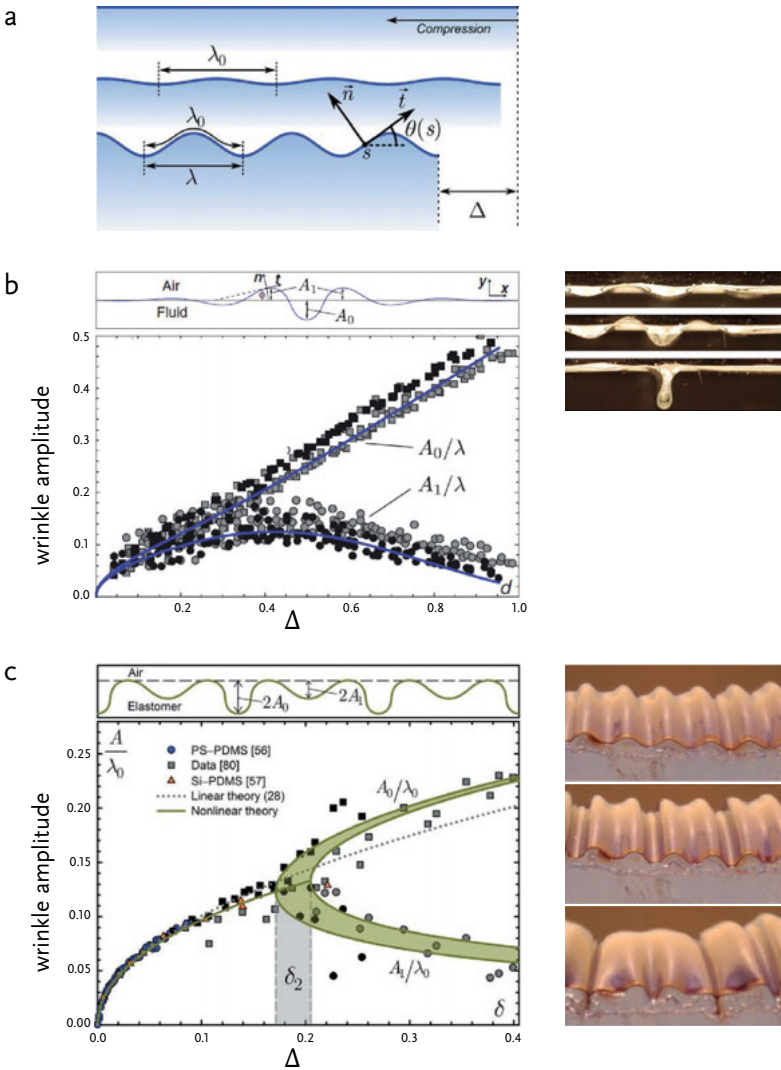 a
Compression
λ₀
n⃗
t⃗
λ₀
θ(s)
s
λ
Δ
b
Air
n
t
A₁
y
x
Fluid
ϕ
A₀
wrinkle amplitude
0.5
0.4
0.3
0.2
0.1
0.0
A₀/λ
A₁/λ
d
0.2
0.4
0.6
0.8
1.0
Δ
c
Air
Elastomer
2A₀
2A₁
wrinkle amplitude
A/λ₀
0.25
0.20
0.15
0.10
0.05
0.00
PS–PDMS [56]
Data [80]
Si–PDMS [57]
Linear theory (28)
Nonlinear theory
A₀/λ₀
A₁/λ₀
δ₂
δ
0.0
0.1
0.2
0.3
0.4
Δ